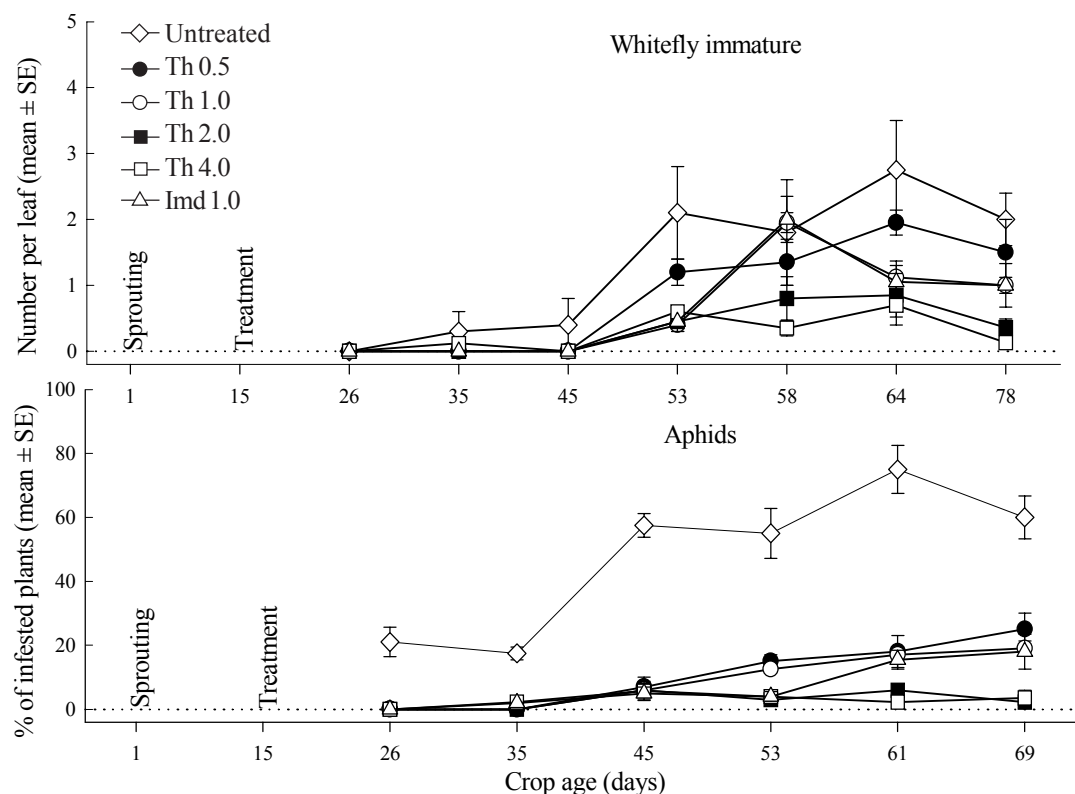 Number per leaf (mean ± SE)
5
4
3
2
1
0
Untreated
Th 0.5
Th 1.0
Th 2.0
Th 4.0
Imd 1.0
Whitefly immature
Sprouting
Treatment
1 15 26 35 45 53 58 64 78
% of infested plants (mean ± SE)
100
80
60
40
20
0
Aphids
Sprouting
Treatment
1 15 26 35 45 53 61 69
Crop age (days)